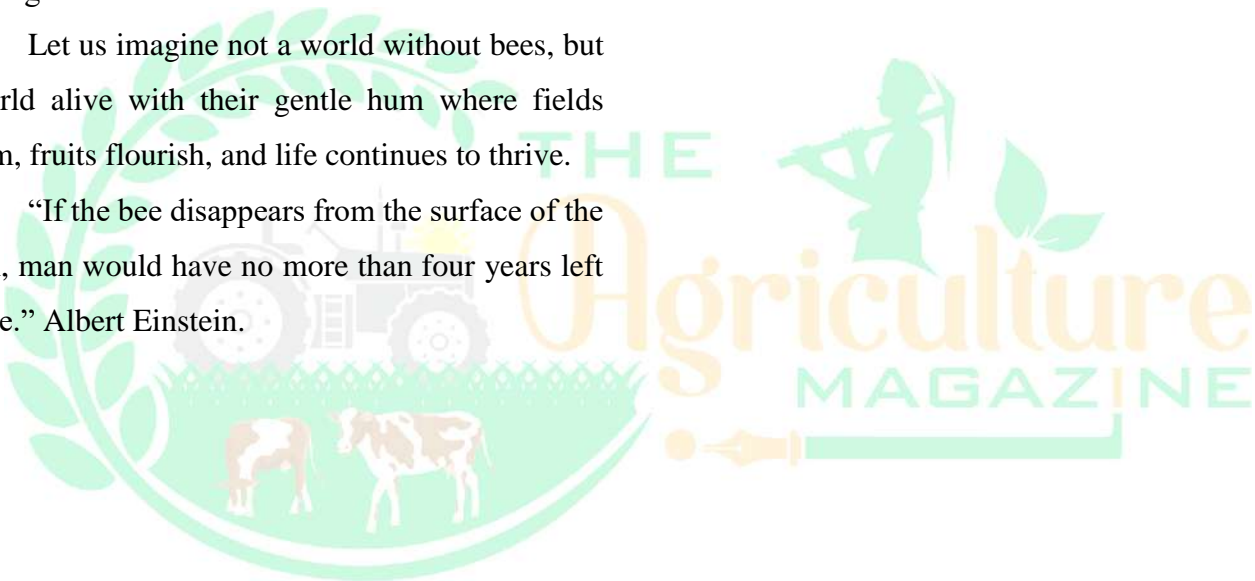 Let us imagine not a world without bees, but
rld alive with their gentle hum where fields
m, fruits flourish, and life continues to thrive.
“If the bee disappears from the surface of the
, man would have no more than four years left
e.” Albert Einstein.
THE
Agriculture
MAGAZINE